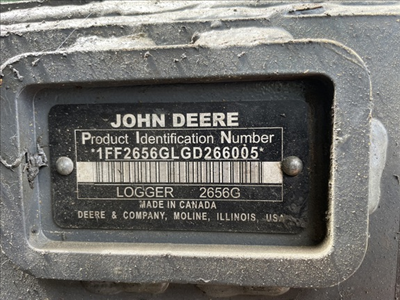 JOHN DEERE
Product Identification Number
*1FF2656GLGD266005*
LOGGER 2656G
MADE IN CANADA
DEERE & COMPANY, MOLINE, ILLINOIS, USA